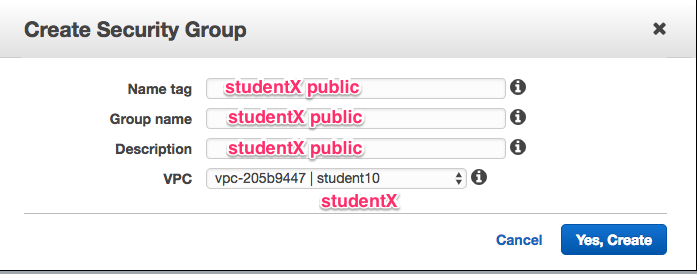 Create Security Group
Name tag studentX public
Group name studentX public
Description studentX public
VPC vpc-205b9447 | student10
studentX
Cancel Yes, Create